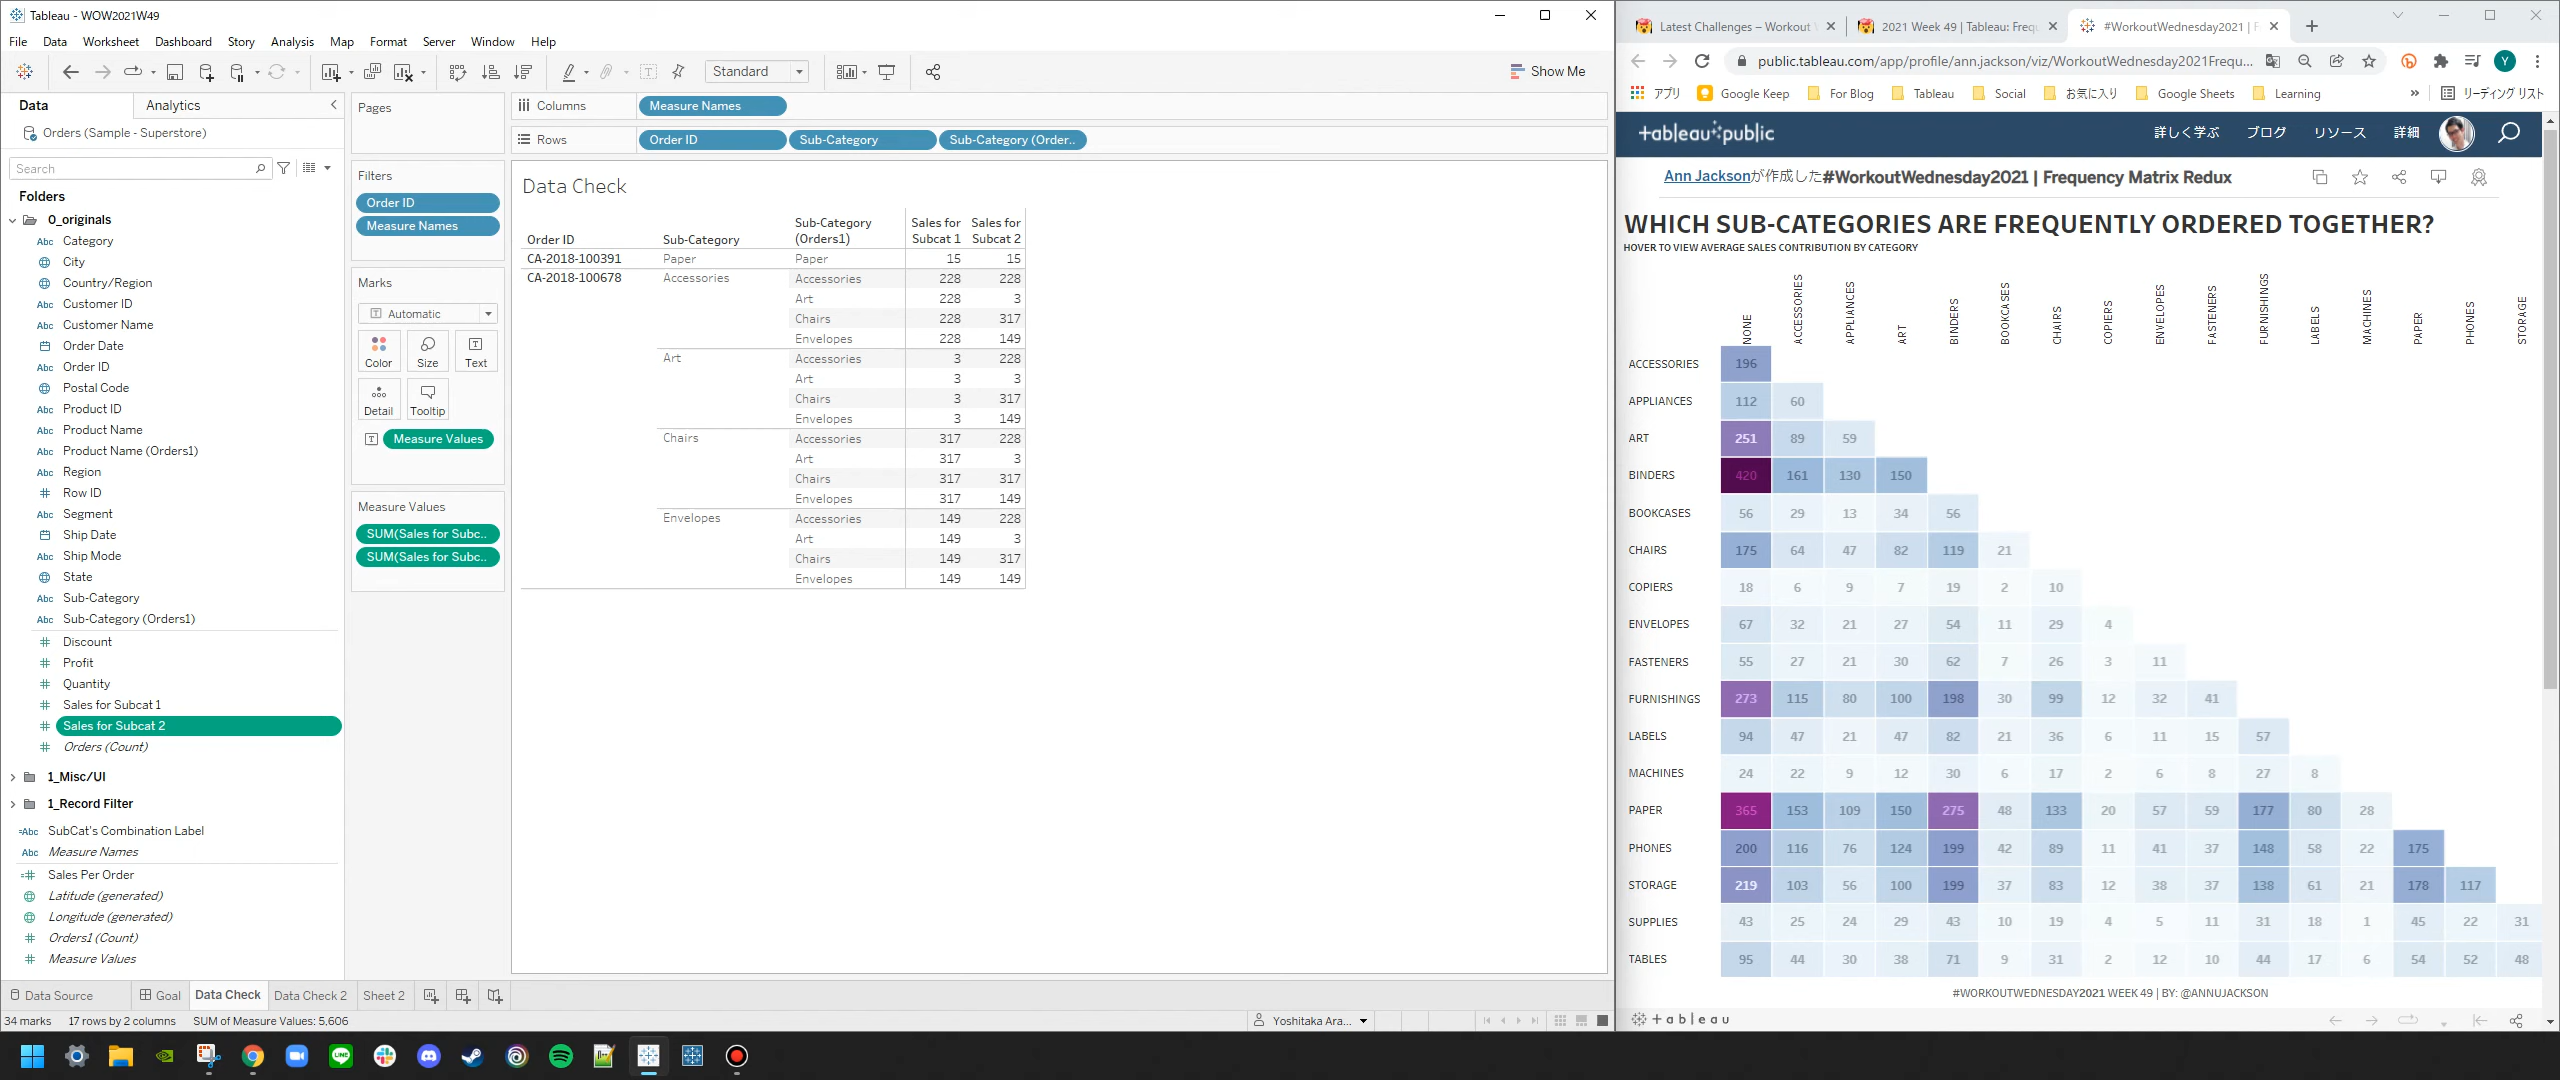 Tableau - WOW2021W49
File Data Worksheet Dashboard Story Analysis Map Format Server Window Help
Standard
Show Me
Data Analytics
Orders (Sample - Superstore)
Search
Folders
0_originals
Abc Category
City
Country/Region
Abc Customer ID
Abc Customer Name
Order Date
Abc Order ID
Postal Code
Abc Product ID
Abc Product Name
Abc Product Name (Orders1)
Abc Region
# Row ID
Abc Segment
Ship Date
Abc Ship Mode
State
Abc Sub-Category
Abc Sub-Category (Orders1)
# Discount
# Profit
# Quantity
# Sales for Subcat 1
# Sales for Subcat 2
# Orders (Count)
1_Misc/UI
1_Record Filter
=Abc SubCat's Combination Label
Abc Measure Names
=# Sales Per Order
Latitude (generated)
Longitude (generated)
# Orders1 (Count)
# Measure Values
Pages
Filters
Order ID
Measure Names
Marks
Automatic
Color Size Text
Detail Tooltip
Measure Values
Measure Values
SUM(Sales for Subc..
SUM(Sales for Subc..
Columns Measure Names
Rows Order ID Sub-Category Sub-Category (Order..
Data Check
Order ID Sub-Category Sub-Category (Orders1) Sales for Subcat 1 Sales for Subcat 2
CA-2018-100391 Paper Paper 15 15
CA-2018-100678 Accessories Accessories 228 228
Art 228 3
Chairs 228 317
Envelopes 228 149
Art Accessories 3 228
Art 3 3
Chairs 3 317
Envelopes 3 149
Chairs Accessories 317 228
Art 317 3
Chairs 317 317
Envelopes 317 149
Envelopes Accessories 149 228
Art 149 3
Chairs 149 317
Envelopes 149 149
Data Source Goal Data Check Data Check 2 Sheet 2
34 marks 17 rows by 2 columns SUM of Measure Values: 5,606
Yoshitaka Ara...
Latest Challenges – Workout
2021 Week 49 | Tableau: Freq
#WorkoutWednesday2021 | F
public.tableau.com/app/profile/ann.jackson/viz/WorkoutWednesday2021Frequ...
Y
アプリ Google Keep For Blog Tableau Social お気に入り Google Sheets Learning » リーディング リスト
+ableau public
詳しく学ぶ ブログ リソース 詳細
Ann Jacksonが作成した#WorkoutWednesday2021 | Frequency Matrix Redux
WHICH SUB-CATEGORIES ARE FREQUENTLY ORDERED TOGETHER?
HOVER TO VIEW AVERAGE SALES CONTRIBUTION BY CATEGORY
NONE ACCESSORIES APPLIANCES ART BINDERS BOOKCASES CHAIRS COPIERS ENVELOPES FASTENERS FURNISHINGS LABELS MACHINES PAPER PHONES STORAGE
ACCESSORIES 196
APPLIANCES 112 60
ART 251 89 59
BINDERS 420 161 130 150
BOOKCASES 56 29 13 34 56
CHAIRS 175 64 47 82 119 21
COPIERS 18 6 9 7 19 2 10
ENVELOPES 67 32 21 27 54 11 29 4
FASTENERS 55 27 21 30 62 7 26 3 11
FURNISHINGS 273 115 80 100 198 30 99 12 32 41
LABELS 94 47 21 47 82 21 36 6 11 15 57
MACHINES 24 22 9 12 30 6 17 2 6 8 27 8
PAPER 365 153 109 150 275 48 133 20 57 59 177 80 28
PHONES 200 116 76 124 199 42 89 11 41 37 148 58 22 175
STORAGE 219 103 56 100 199 37 83 12 38 37 138 61 21 178 117
SUPPLIES 43 25 24 29 43 10 19 4 5 11 31 18 1 45 22 31
TABLES 95 44 30 38 71 9 31 2 12 10 44 17 6 54 52 48
#WORKOUTWEDNESDAY2021 WEEK 49 | BY: @ANNUJACKSON
+ a b | e a u